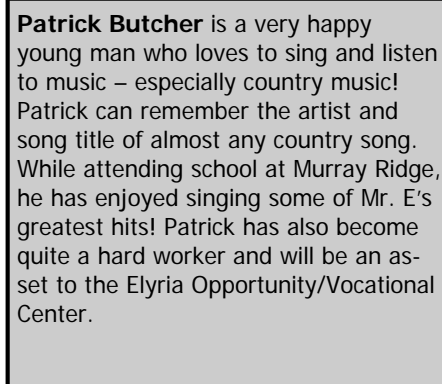 Patrick Butcher is a very happy
young man who loves to sing and listen
to music – especially country music!
Patrick can remember the artist and
song title of almost any country song.
While attending school at Murray Ridge,
he has enjoyed singing some of Mr. E’s
greatest hits! Patrick has also become
quite a hard worker and will be an as-
set to the Elyria Opportunity/Vocational
Center.